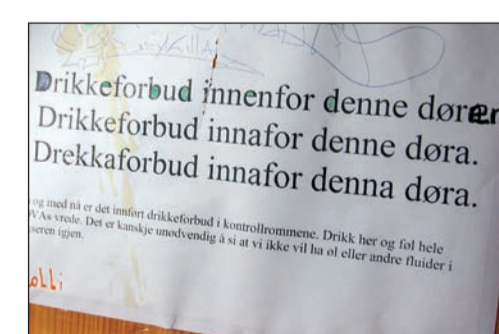 Drikkeforbud innenfor denne døren
Drikkeforbud innafor denne døra.
Drekkaforbud innafor denna døra.
og med nå er det innført drikkeforbud i kontrollrommene. Drikk her og føl hele
VAs vrede. Det er kanskje unødvendig å si at vi ikke vil ha øl eller andre fluider i
seren igjen.